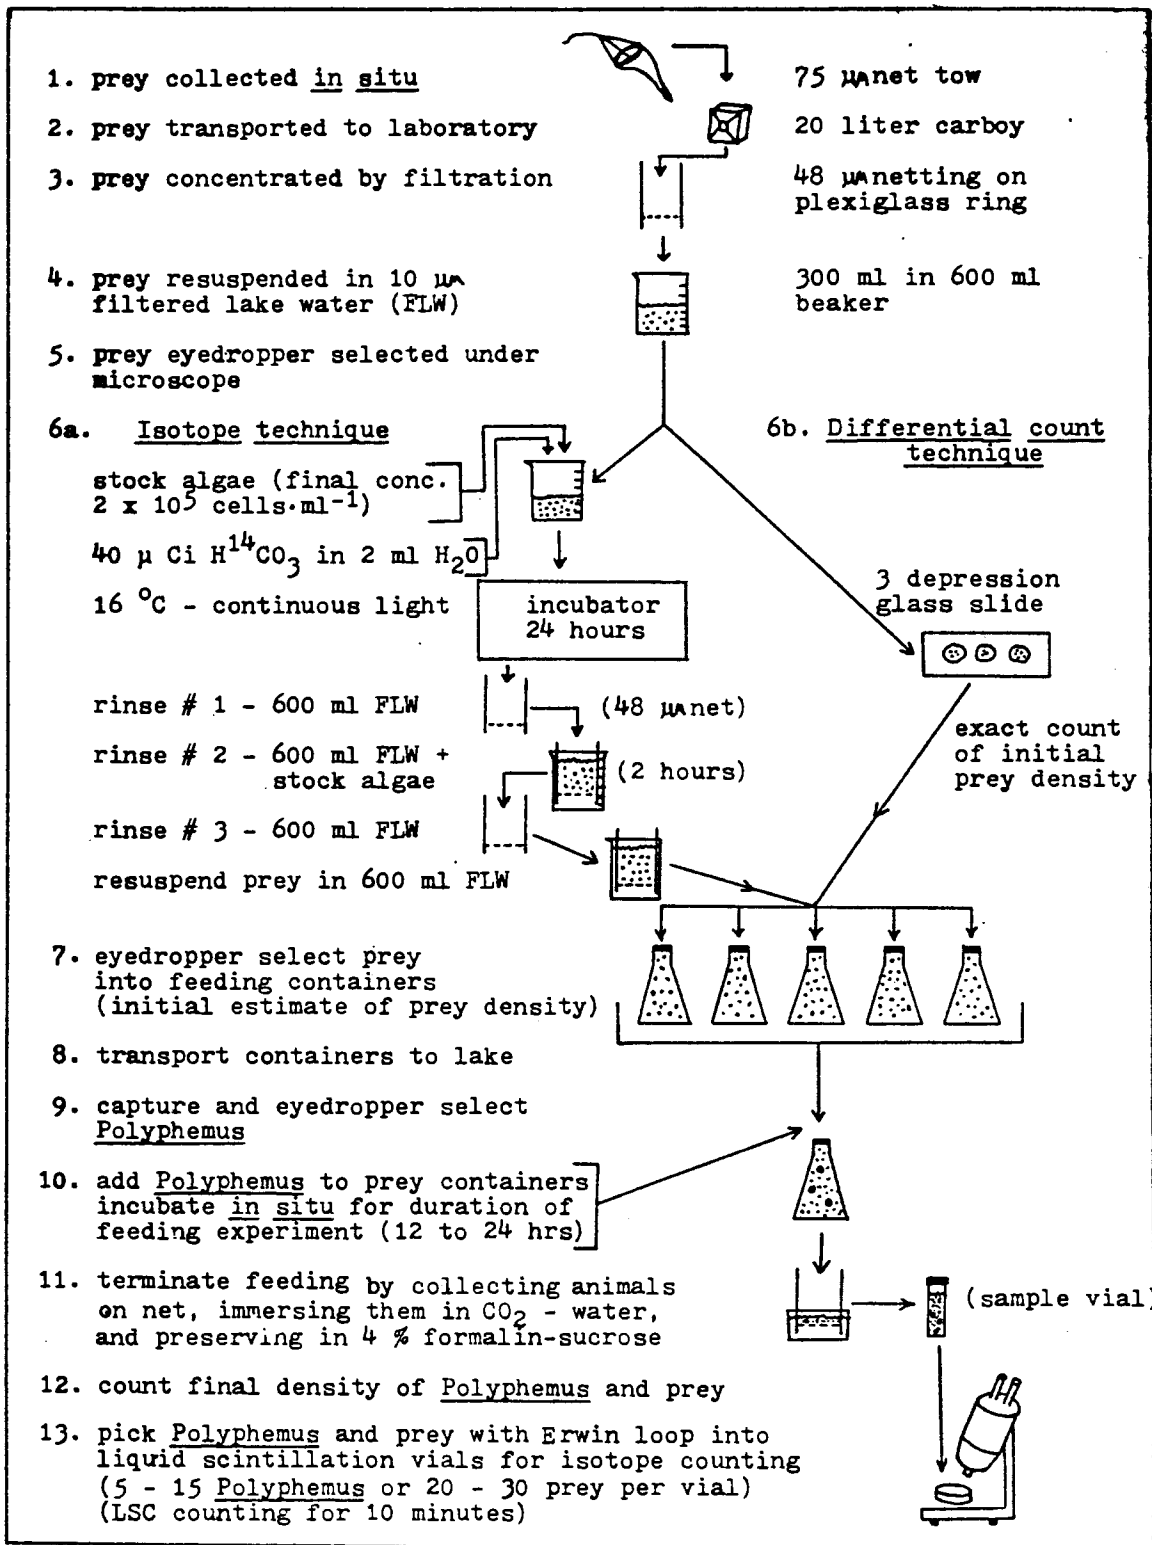 1. prey collected in situ
75 µm net tow
2. prey transported to laboratory
20 liter carboy
3. prey concentrated by filtration
48 µm netting on
plexiglass ring
4. prey resuspended in 10 µm
filtered lake water (FLW)
300 ml in 600 ml
beaker
5. prey eyedropper selected under
microscope
6a. Isotope technique
6b. Differential count
technique
stock algae (final conc.
2 x 10⁵ cells·ml⁻¹)
40 µ Ci H¹⁴CO₃ in 2 ml H₂O
16 °C - continuous light
incubator
24 hours
3 depression
glass slide
rinse # 1 - 600 ml FLW
(48 µm net)
exact count
of initial
prey density
rinse # 2 - 600 ml FLW +
stock algae
(2 hours)
rinse # 3 - 600 ml FLW
resuspend prey in 600 ml FLW
7. eyedropper select prey
into feeding containers
(initial estimate of prey density)
8. transport containers to lake
9. capture and eyedropper select
Polyphemus
10. add Polyphemus to prey containers
incubate in situ for duration of
feeding experiment (12 to 24 hrs)
11. terminate feeding by collecting animals
on net, immersing them in CO₂ - water,
and preserving in 4 % formalin-sucrose
(sample vial)
12. count final density of Polyphemus and prey
13. pick Polyphemus and prey with Erwin loop into
liquid scintillation vials for isotope counting
(5 - 15 Polyphemus or 20 - 30 prey per vial)
(LSC counting for 10 minutes)